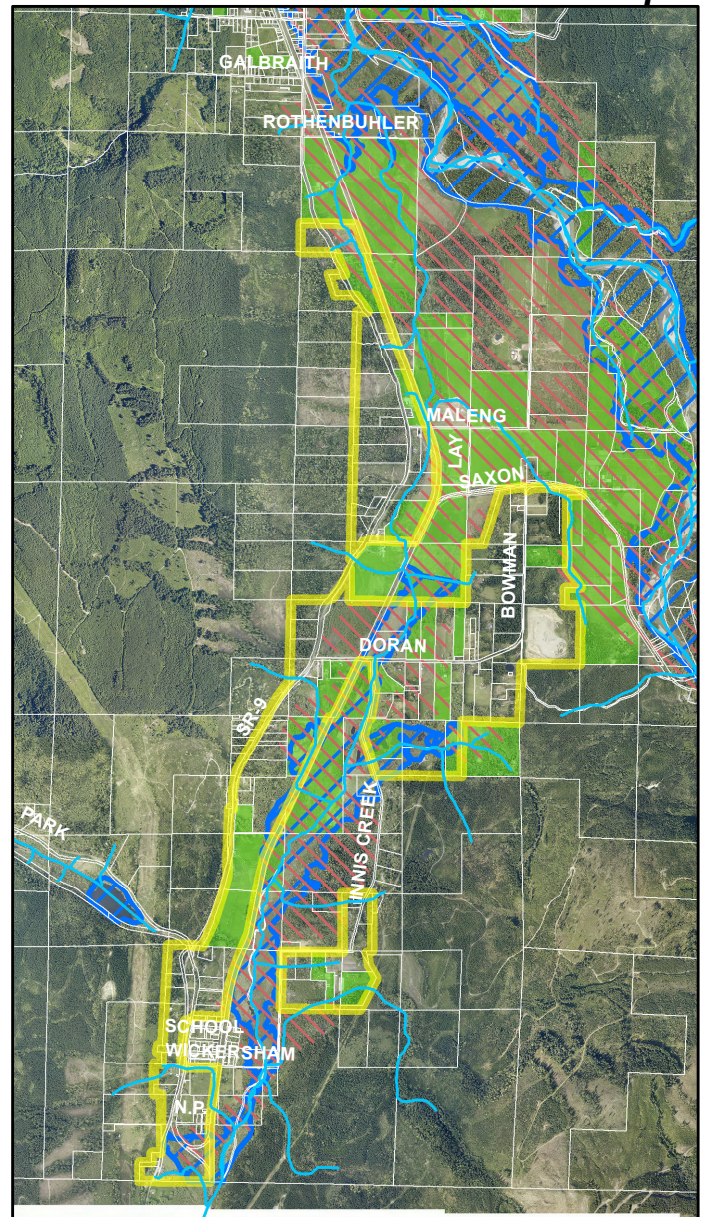 GALBRAITH
ROTHENBUHLER
MALENG
LAY
SAXON
BOWMAN
DORAN
SR-9
PARK
INNIS CREEK
SCHOOL
WICKERSHAM
N.P.